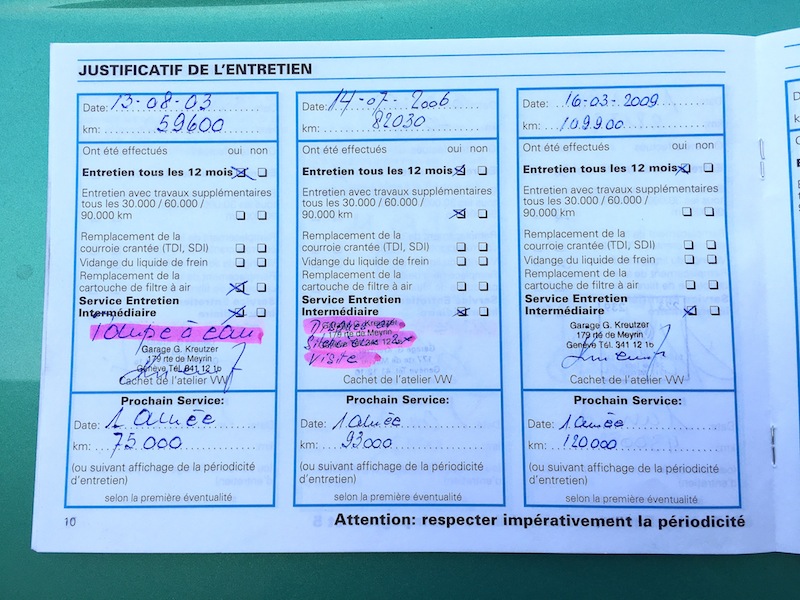 JUSTIFICATIF DE L'ENTRETIEN
Date: 13-08-03
km: 59600
Ont été effectués oui non
Entretien tous les 12 mois
Entretien avec travaux supplémentaires
tous les 30.000 / 60.000 /
90.000 km
Remplacement de la
courroie crantée (TDI, SDI)
Vidange du liquide de frein
Remplacement de la
cartouche de filtre à air
Service Entretien
Intermédiaire
Pompe à eau
Garage G. Kreutzer
179 rte de Meyrin
Genève Tél. 341 12 16
Cachet de l'atelier VW
Prochain Service:
Date: 1 année
km: 75.000
(ou suivant affichage de la périodicité
d'entretien)
selon la première éventualité
Date: 14-07-2006
km: 82030
Ont été effectués oui non
Entretien tous les 12 mois
Entretien avec travaux supplémentaires
tous les 30.000 / 60.000 /
90.000 km
Remplacement de la
courroie crantée (TDI, SDI)
Vidange du liquide de frein
Remplacement de la
cartouche de filtre à air
Service Entretien
Intermédiaire
Kreutzer
179 rte de Meyrin
Visite
Cachet de l'atelier VW
Prochain Service:
Date: 1 année
km: 93000
(ou suivant affichage de la périodicité
d'entretien)
selon la première éventualité
Date: 16-03-2009
km: 109900
Ont été effectués oui non
Entretien tous les 12 mois
Entretien avec travaux supplémentaires
tous les 30.000 / 60.000 /
90.000 km
Remplacement de la
courroie crantée (TDI, SDI)
Vidange du liquide de frein
Remplacement de la
cartouche de filtre à air
Service Entretien
Intermédiaire
Garage G. Kreutzer
179 rte de Meyrin
Genève Tél. 341 12 16
Cachet de l'atelier VW
Prochain Service:
Date: 1 année
km: 120000
(ou suivant affichage de la périodicité
d'entretien)
selon la première éventualité
10
Attention: respecter impérativement la périodicité